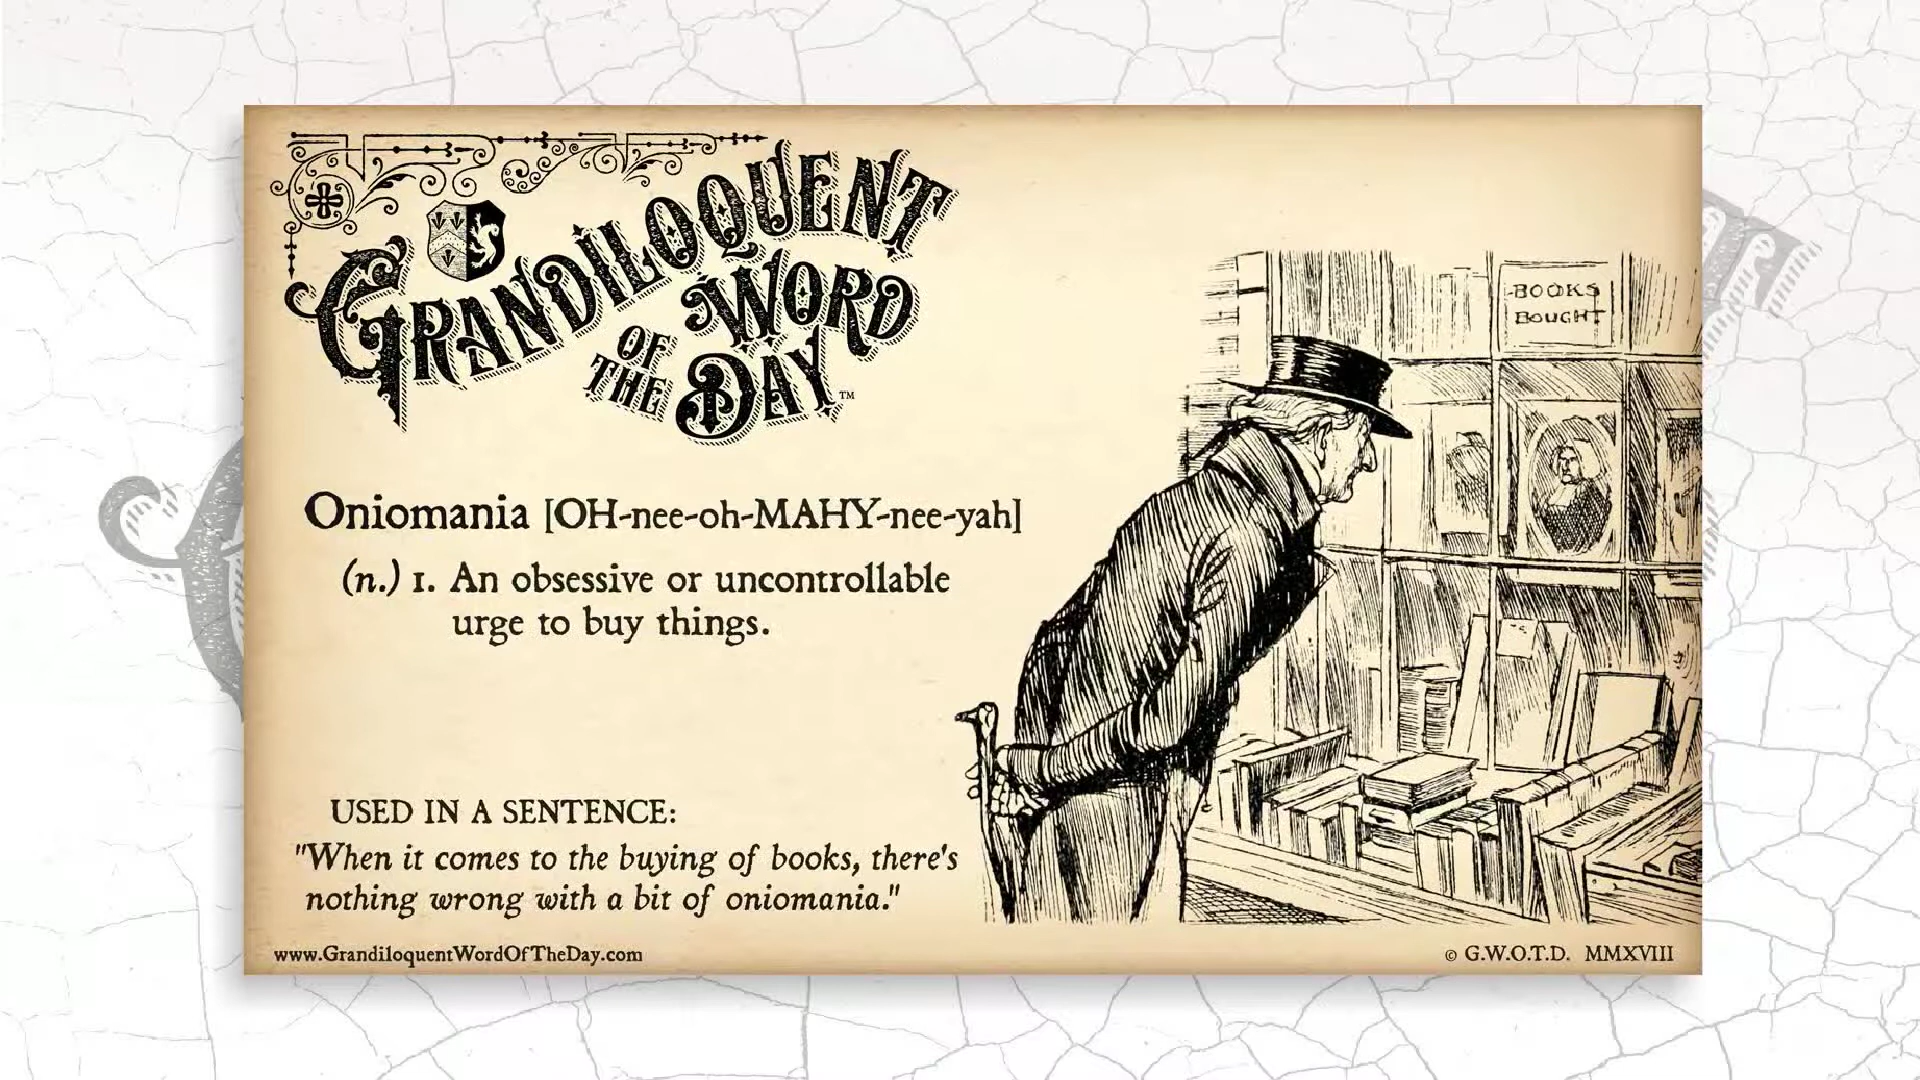 GRANDILOQUENT
WORD
OF
THE DAY™
Oniomania [OH-nee-oh-MAHY-nee-yah]
(n.) 1. An obsessive or uncontrollable
urge to buy things.
USED IN A SENTENCE:
"When it comes to the buying of books, there's
nothing wrong with a bit of oniomania."
BOOKS
BOUGHT
www.GrandiloquentWordOfTheDay.com
© G.W.O.T.D. MMXVIII